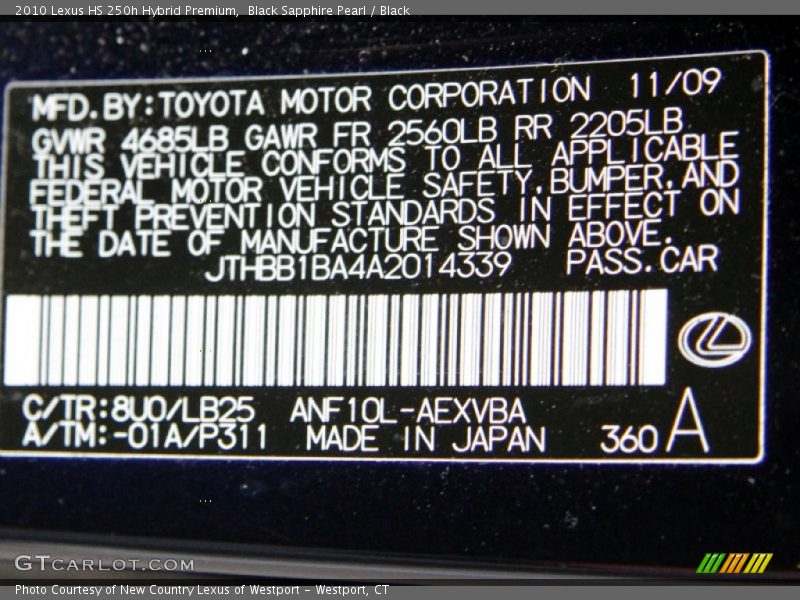 2010 Lexus HS 250h Hybrid Premium,  Black Sapphire Pearl / Black
MFD.BY:TOYOTA MOTOR CORPORATION 11/09
GVWR 4685LB GAWR FR 2560LB RR 2205LB
THIS VEHICLE CONFORMS TO ALL APPLICABLE
FEDERAL MOTOR VEHICLE SAFETY,BUMPER,AND
THEFT PREVENTION STANDARDS IN EFFECT ON
THE DATE OF MANUFACTURE SHOWN ABOVE.
JTHBB1BA4A2014339 PASS.CAR
C/TR:8U0/LB25 ANF10L-AEXVBA
A/TM:-01A/P311 MADE IN JAPAN 360 A
GTCARLOT.COM
Photo Courtesy of New Country Lexus of Westport – Westport, CT